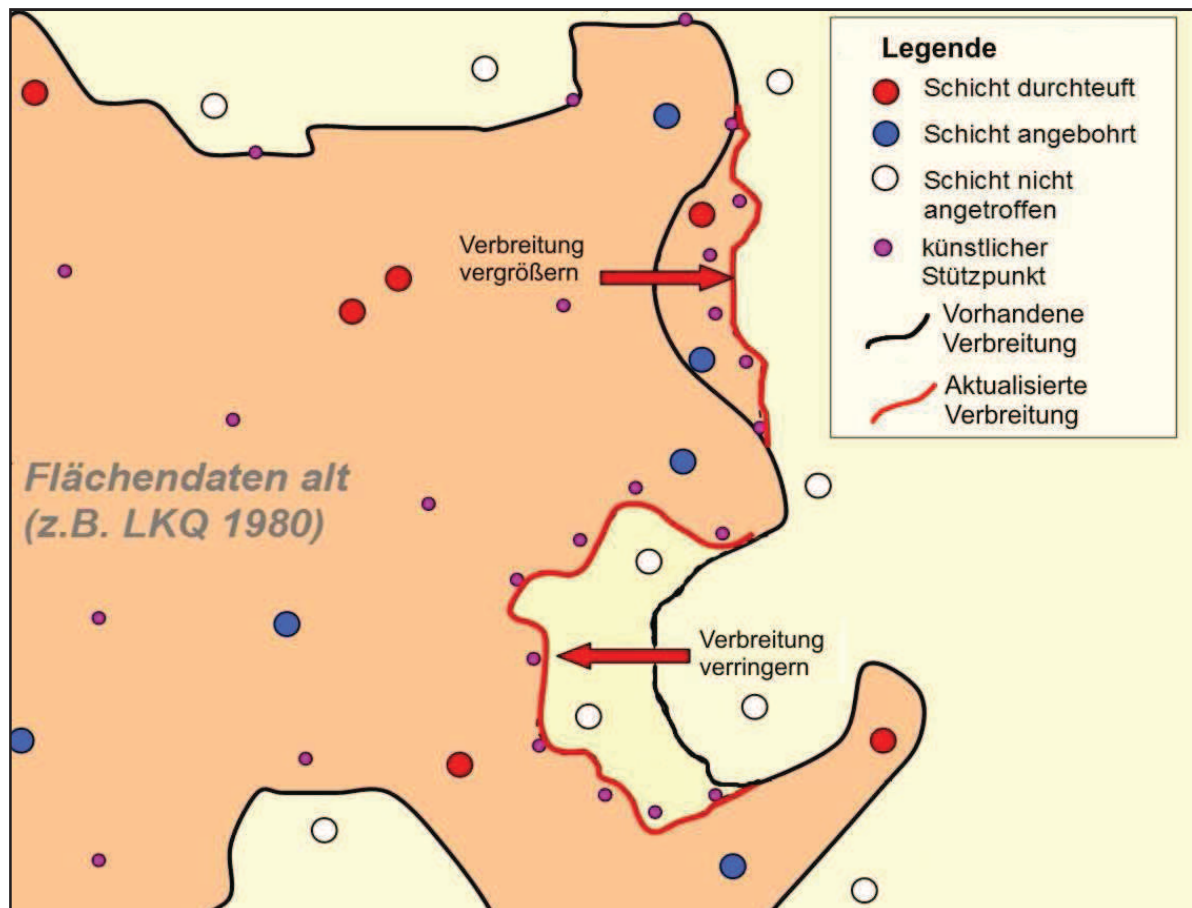 Legende
Schicht durchteuft
Schicht angebohrt
Schicht nicht
angetroffen
künstlicher
Stützpunkt
Vorhandene
Verbreitung
Aktualisierte
Verbreitung
Verbreitung
vergrößern
Flächendaten alt
(z.B. LKQ 1980)
Verbreitung
verringern